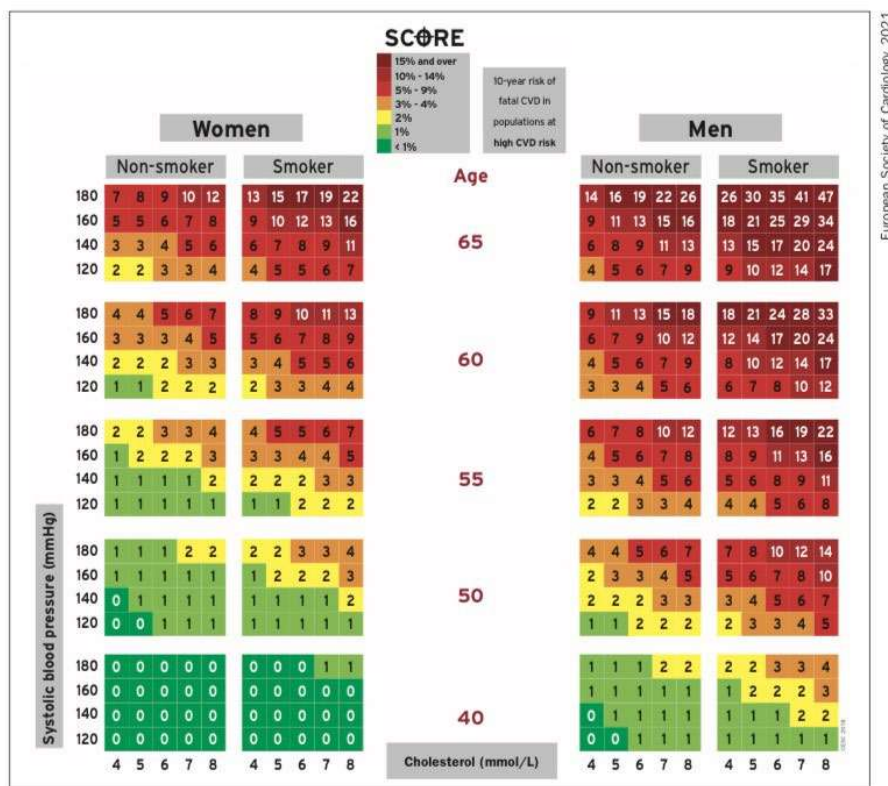 European Society of Cardiology, 2021
SCORE
15% and over
10% - 14%
5% - 9%
3% - 4%
2%
1%
< 1%
10-year risk of
fatal CVD in
populations at
high CVD risk
Women
Men
Non-smoker Smoker
Age
Non-smoker Smoker
180 7 8 9 10 12 13 15 17 19 22 14 16 19 22 26 26 30 35 41 47
160 5 5 6 7 8 9 10 12 13 16 9 11 13 15 16 18 21 25 29 34
65
140 3 3 4 5 6 6 7 8 9 11 6 8 9 11 13 13 15 17 20 24
120 2 2 3 3 4 4 5 5 6 7 4 5 6 7 9 9 10 12 14 17
180 4 4 5 6 7 8 9 10 11 13 9 11 13 15 18 18 21 24 28 33
160 3 3 3 4 5 5 6 7 8 9 6 7 9 10 12 12 14 17 20 24
60
140 2 2 2 3 3 3 4 5 5 6 4 5 6 7 9 8 10 12 14 17
120 1 1 2 2 2 2 3 3 4 4 3 3 4 5 6 6 7 8 10 12
180 2 2 3 3 4 4 5 5 6 7 6 7 8 10 12 12 13 16 19 22
160 1 2 2 2 3 3 3 4 4 5 4 5 6 7 8 8 9 11 13 16
55
140 1 1 1 1 2 2 2 2 3 3 3 3 4 5 6 5 6 8 9 11
120 1 1 1 1 1 1 1 2 2 2 2 2 3 3 4 4 4 5 6 8
180 1 1 1 2 2 2 2 3 3 4 4 4 5 6 7 7 8 10 12 14
160 1 1 1 1 1 1 2 2 2 3 2 3 3 4 5 5 6 7 8 10
50
140 0 1 1 1 1 1 1 1 1 2 2 2 2 3 3 3 4 5 6 7
120 0 0 1 1 1 1 1 1 1 1 1 1 2 2 2 2 3 3 4 5
180 0 0 0 0 0 0 0 0 1 1 1 1 1 2 2 2 2 3 3 4
160 0 0 0 0 0 0 0 0 0 0 1 1 1 1 1 1 2 2 2 3
40
140 0 0 0 0 0 0 0 0 0 0 0 1 1 1 1 1 1 1 2 2
120 0 0 0 0 0 0 0 0 0 0 0 0 1 1 1 1 1 1 1 1
4 5 6 7 8 4 5 6 7 8 4 5 6 7 8 4 5 6 7 8
Systolic blood pressure (mmHg)
Cholesterol (mmol/L)